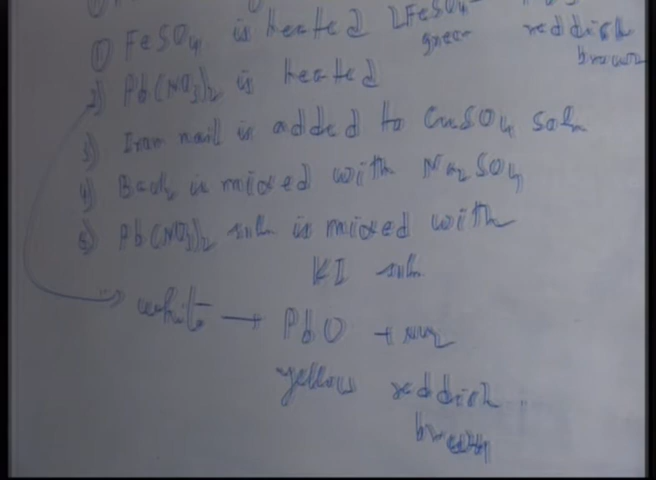 ① FeSO4 is heated 2FeSO4 reddish
green brown
2) Pb(NO3)2 is heated
3) Iron nail is added to CuSO4 soln
4) BaCl2 is mixed with Na2SO4
5) Pb(NO3)2 soln is mixed with
KI soln
white → PbO + NO2
yellow reddish
brown